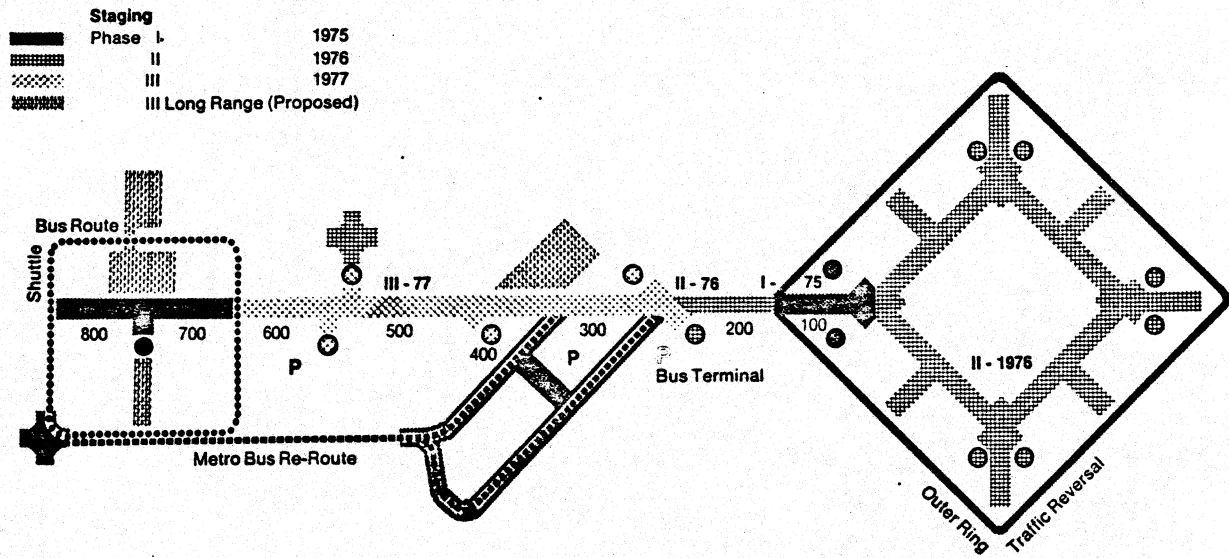 Staging
Phase I- 1975
II 1976
III 1977
III Long Range (Proposed)
Bus Route
Shuttle
III - 77
II - 76
I - 75
800
700
600
500
400
300
200
100
P
P
P
Bus Terminal
II - 1976
Metro Bus Re-Route
Outer Ring
Traffic Reversal